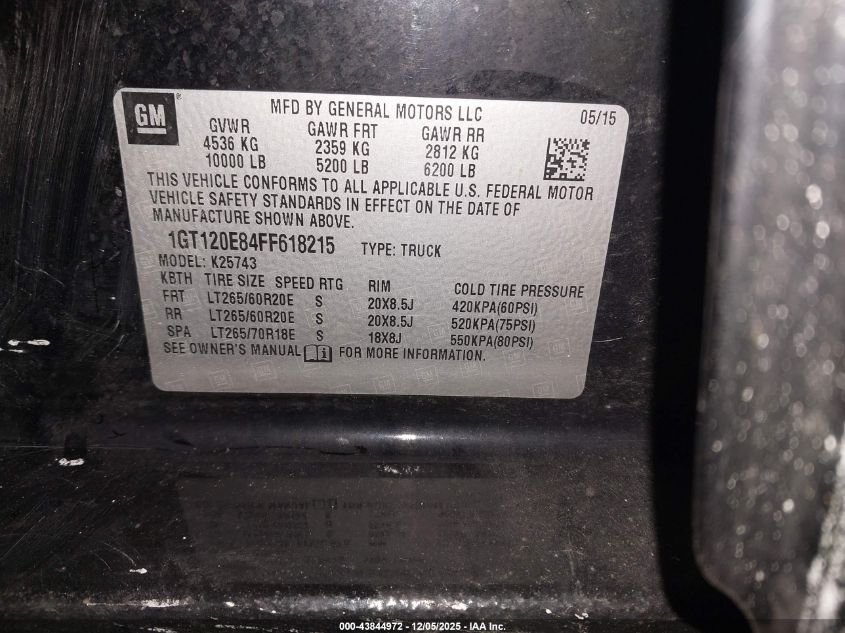 GM
MFD BY GENERAL MOTORS LLC 05/15
GVWR GAWR FRT GAWR RR
4536 KG 2359 KG 2812 KG
10000 LB 5200 LB 6200 LB
THIS VEHICLE CONFORMS TO ALL APPLICABLE U.S. FEDERAL MOTOR
VEHICLE SAFETY STANDARDS IN EFFECT ON THE DATE OF
MANUFACTURE SHOWN ABOVE.
1GT120E84FF618215 TYPE: TRUCK
MODEL: K25743
KBTH TIRE SIZE SPEED RTG RIM COLD TIRE PRESSURE
FRT LT265/60R20E S 20X8.5J 420KPA(60PSI)
RR LT265/60R20E S 20X8.5J 520KPA(75PSI)
SPA LT265/70R18E S 18X8J 550KPA(80PSI)
SEE OWNER'S MANUAL FOR MORE INFORMATION.
000-43844972 - 12/05/2025 - IAA Inc.